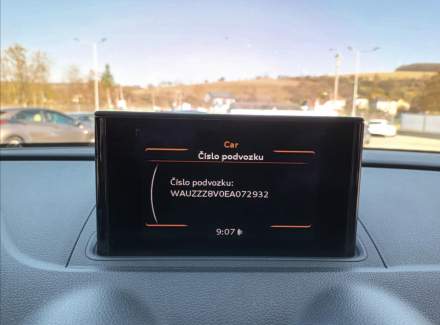 Car
Číslo podvozku
Číslo podvozku:
WAUZZZ8V0EA072932
9:07